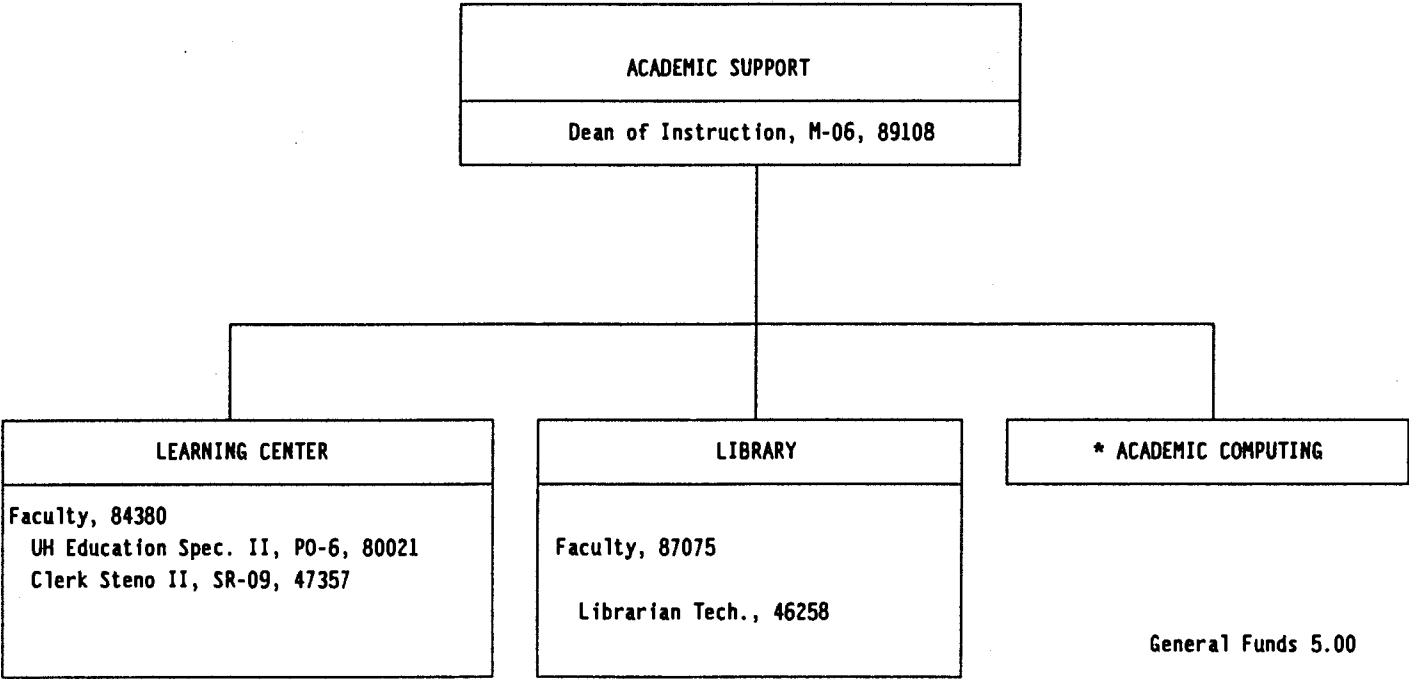 ACADEMIC SUPPORT
Dean of Instruction, M-06, 89108
LEARNING CENTER
Faculty, 84380
UH Education Spec. II, PO-6, 80021
Clerk Steno II, SR-09, 47357
LIBRARY
Faculty, 87075
Librarian Tech., 46258
* ACADEMIC COMPUTING
General Funds 5.00